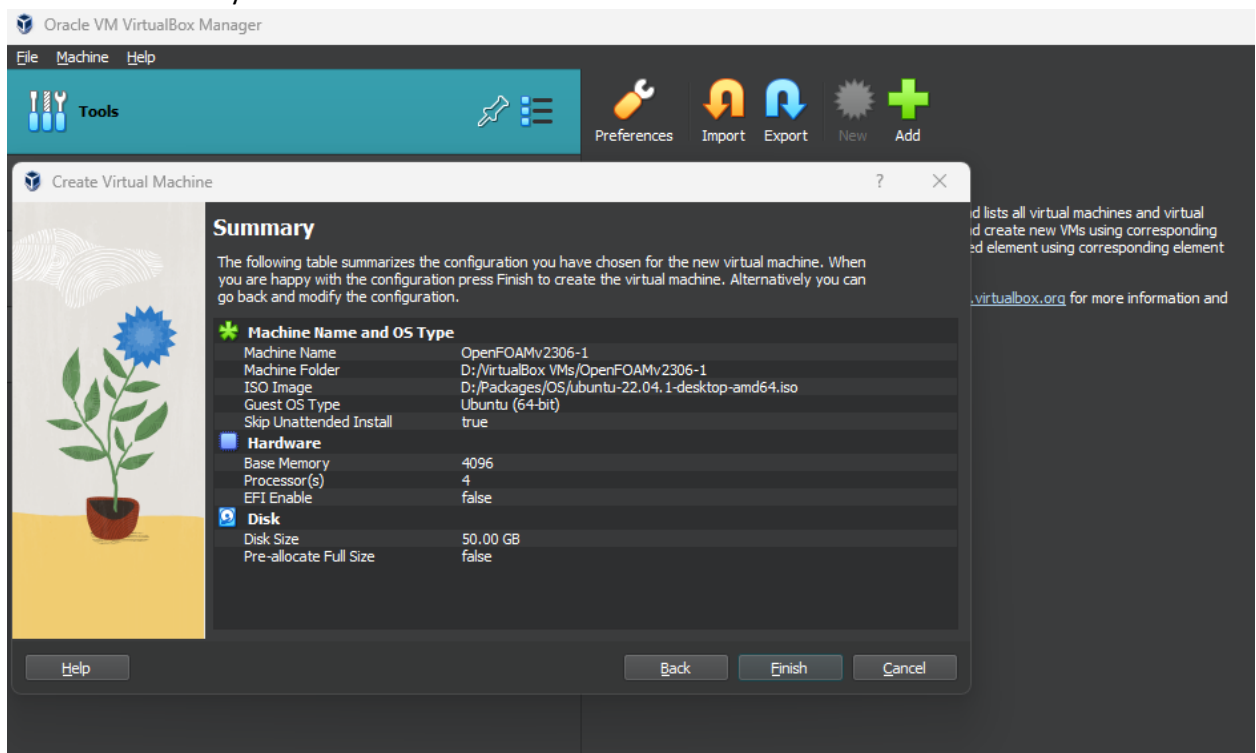 Oracle VM VirtualBox Manager
File Machine Help
Tools
Preferences Import Export New Add
Create Virtual Machine ?
Summary
The following table summarizes the configuration you have chosen for the new virtual machine. When
you are happy with the configuration press Finish to create the virtual machine. Alternatively you can
go back and modify the configuration.
Machine Name and OS Type
Machine Name OpenFOAMv2306-1
Machine Folder D:/VirtualBox VMs/OpenFOAMv2306-1
ISO Image D:/Packages/OS/ubuntu-22.04.1-desktop-amd64.iso
Guest OS Type Ubuntu (64-bit)
Skip Unattended Install true
Hardware
Base Memory 4096
Processor(s) 4
EFI Enable false
Disk
Disk Size 50.00 GB
Pre-allocate Full Size false
Help Back Finish Cancel
lists all virtual machines and virtual
create new VMs using corresponding
element using corresponding element
.virtualbox.org for more information and